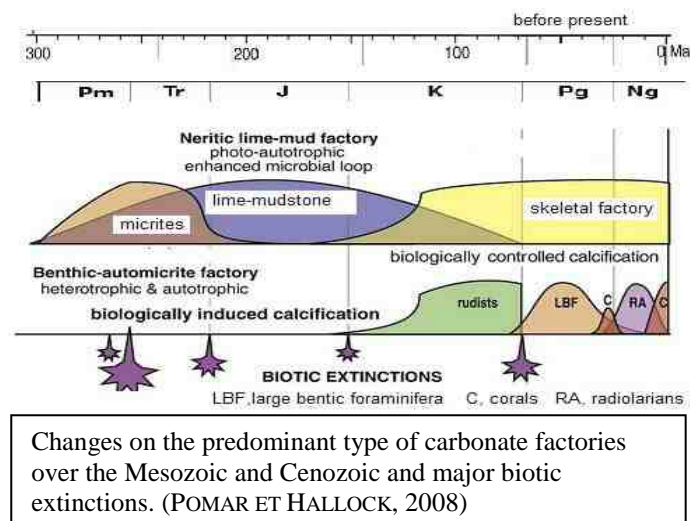 before present
300 200 100 0 Ma
Pm Tr J K Pg Ng
Neritic lime-mud factory
photo-autotrophic
enhanced microbial loop
lime-mudstone
micrites
skeletal factory
biologically controlled calcification
Benthic-automicrite factory
heterotrophic & autotrophic
biologically induced calcification
rudists LBF C RA C
BIOTIC EXTINCTIONS
LBF,large bentic foraminifera C, corals RA, radiolarians
Changes on the predominant type of carbonate factories
over the Mesozoic and Cenozoic and major biotic
extinctions. (POMAR ET HALLOCK, 2008)